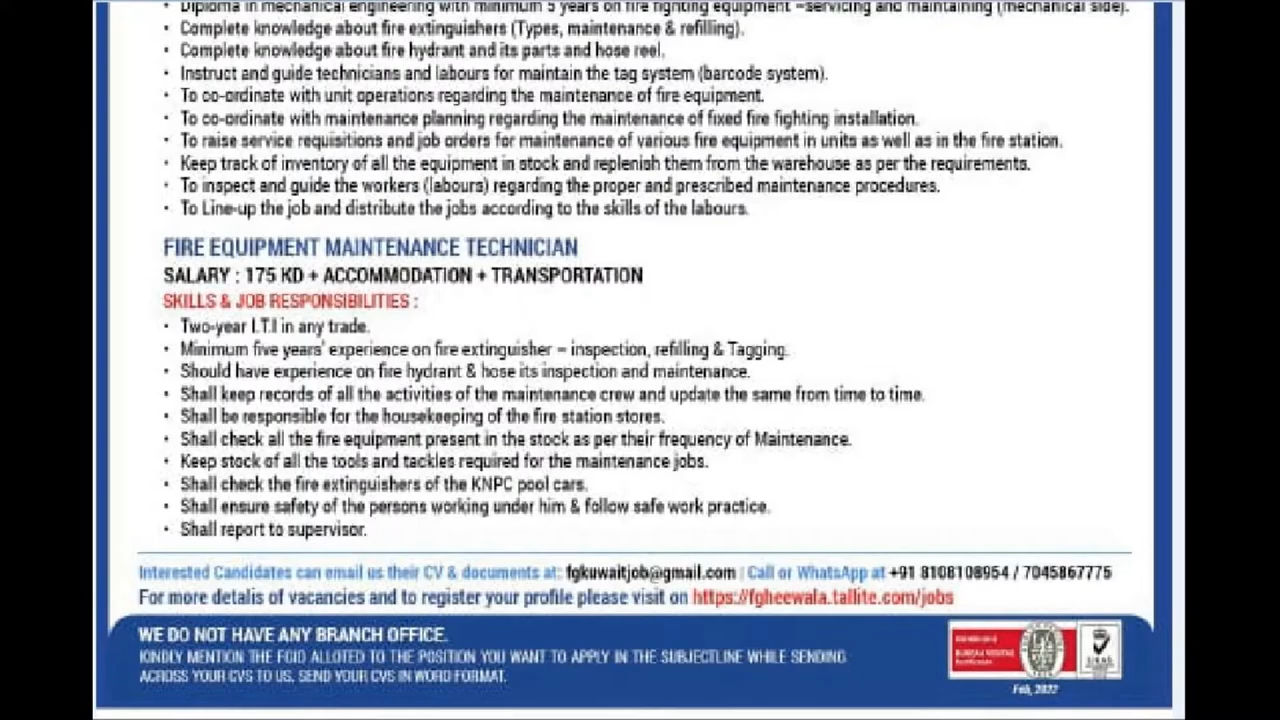 • Diploma in mechanical engineering with minimum 5 years on fire fighting equipment –servicing and maintaining (mechanical side).
• Complete knowledge about fire extinguishers (Types, maintenance & refilling).
• Complete knowledge about fire hydrant and its parts and hose reel.
• Instruct and guide technicians and labours for maintain the tag system (barcode system).
• To co-ordinate with unit operations regarding the maintenance of fire equipment.
• To co-ordinate with maintenance planning regarding the maintenance of fixed fire fighting installation.
• To raise service requisitions and job orders for maintenance of various fire equipment in units as well as in the fire station.
• Keep track of inventory of all the equipment in stock and replenish them from the warehouse as per the requirements.
• To inspect and guide the workers (labours) regarding the proper and prescribed maintenance procedures.
• To Line-up the job and distribute the jobs according to the skills of the labours.
FIRE EQUIPMENT MAINTENANCE TECHNICIAN
SALARY : 175 KD + ACCOMMODATION + TRANSPORTATION
SKILLS & JOB RESPONSIBILITIES :
• Two-year I.T.I in any trade.
• Minimum five years' experience on fire extinguisher – inspection, refilling & Tagging.
• Should have experience on fire hydrant & hose its inspection and maintenance.
• Shall keep records of all the activities of the maintenance crew and update the same from time to time.
• Shall be responsible for the housekeeping of the fire station stores.
• Shall check all the fire equipment present in the stock as per their frequency of Maintenance.
• Keep stock of all the tools and tackles required for the maintenance jobs.
• Shall check the fire extinguishers of the KNPC pool cars.
• Shall ensure safety of the persons working under him & follow safe work practice.
• Shall report to supervisor.
Interested Candidates can email us their CV & documents at: fgkuwaitjob@gmail.com | Call or WhatsApp at +91 8108108954 / 7045867775
For more detalis of vacancies and to register your profile please visit on https://fgheewala.tallite.com/jobs
WE DO NOT HAVE ANY BRANCH OFFICE.
KINDLY MENTION THE FGID ALLOTED TO THE POSITION YOU WANT TO APPLY IN THE SUBJECTLINE WHILE SENDING
ACROSS YOUR CVS TO US. SEND YOUR CVS IN WORD FORMAT.
BUREAU VERITAS
Certification
UKAS
Feb, 2022